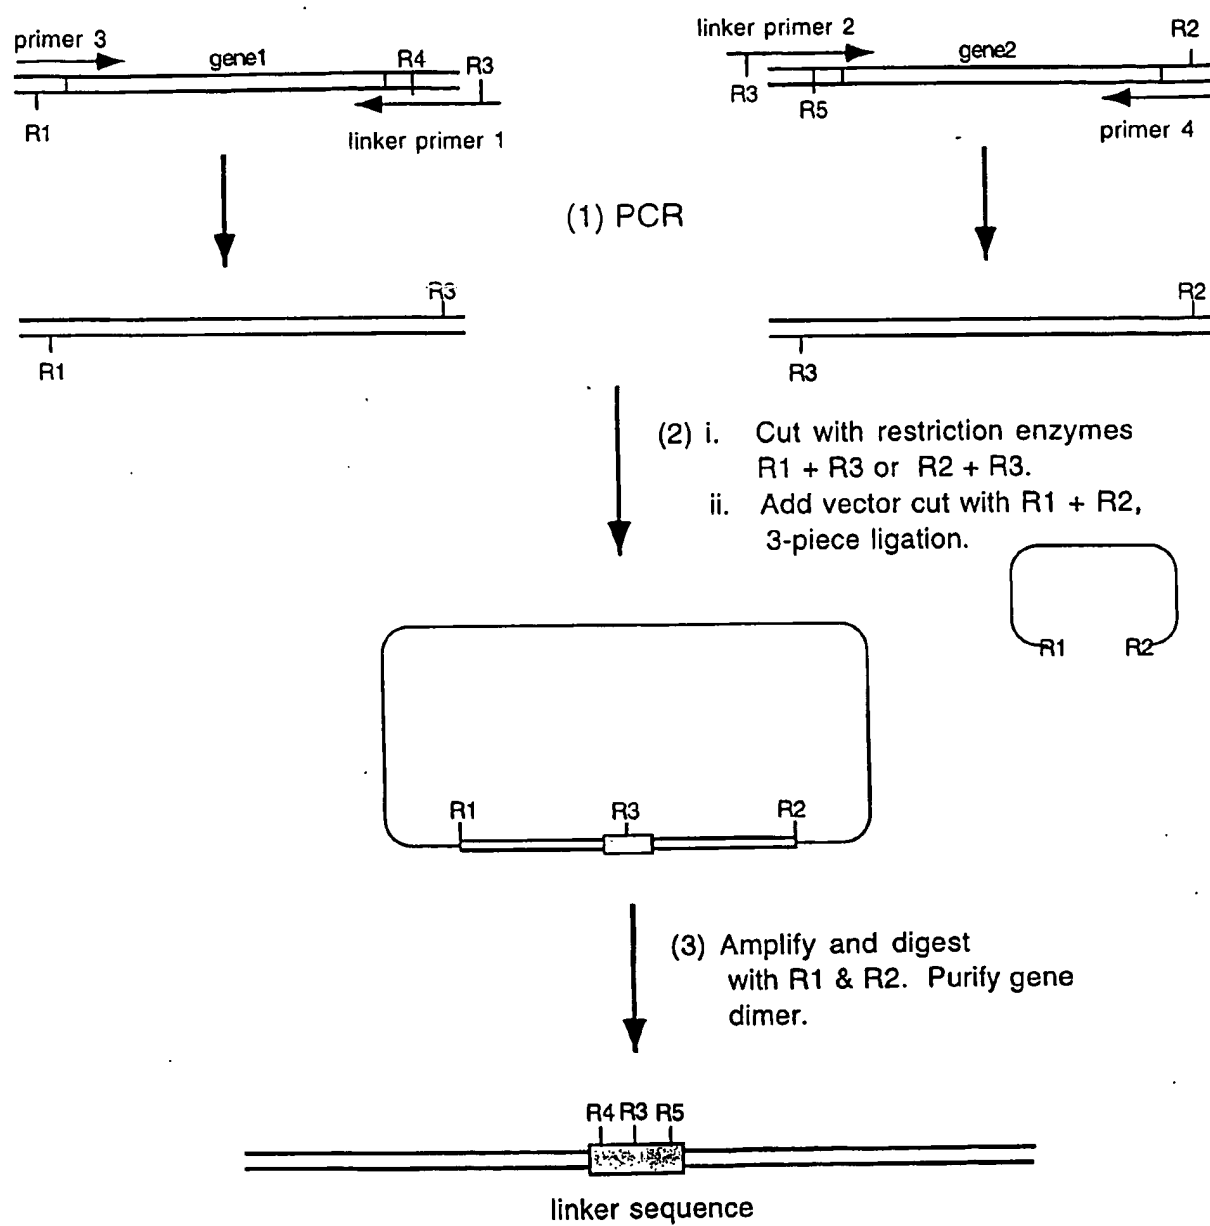 primer 3
gene1
R4
R3
R1
linker primer 1
linker primer 2
gene2
R2
R3
R5
primer 4
(1) PCR
R3
R1
R2
R3
(2) i. Cut with restriction enzymes
R1 + R3 or R2 + R3.
ii. Add vector cut with R1 + R2,
3-piece ligation.
R1 R2
R1 R3 R2
(3) Amplify and digest
with R1 & R2. Purify gene
dimer.
R4 R3 R5
linker sequence